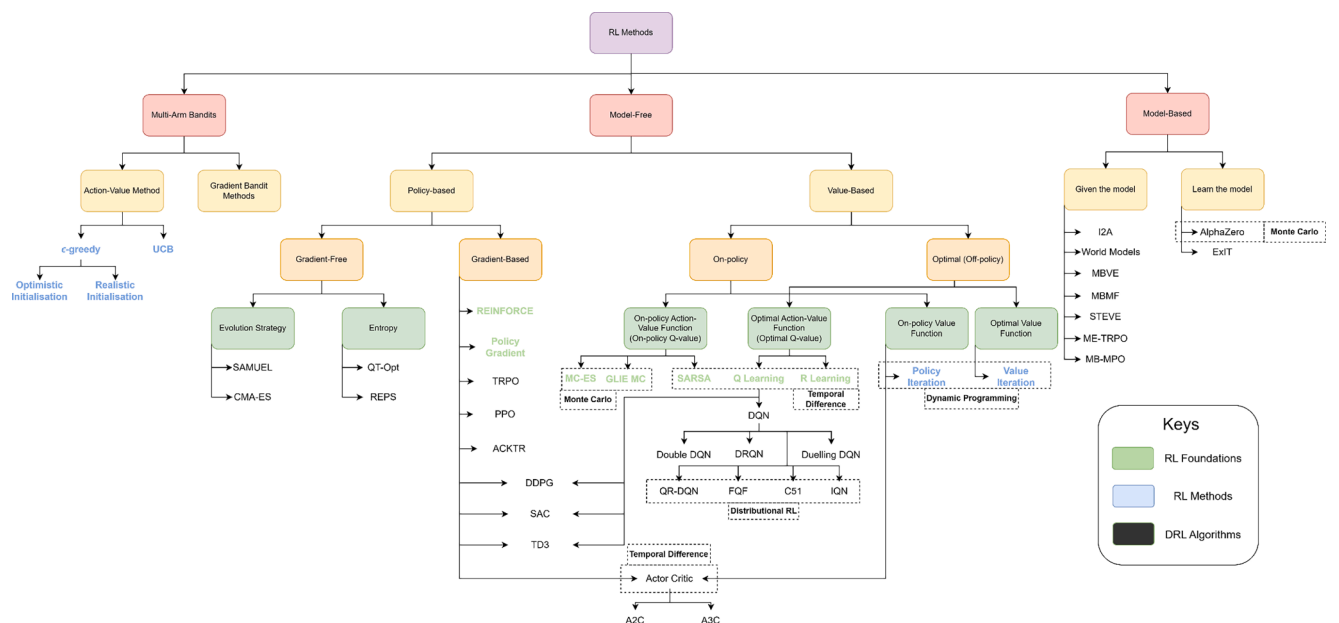 RL Methods
Multi-Arm Bandits
Model-Free
Model-Based
Action-Value Method
Gradient Bandit
Methods
Policy-based
Value-Based
Given the model
Learn the model
ϵ-greedy
UCB
Gradient-Free
Gradient-Based
On-policy
Optimal (Off-policy)
I2A
AlphaZero
Monte Carlo
World Models
ExIT
MBVE
MBMF
STEVE
ME-TRPO
MB-MPO
Optimistic
Initialisation
Realistic
Initialisation
Evolution Strategy
Entropy
REINFORCE
On-policy Action-
Value Function
(On-policy Q-value)
Optimal Action-Value
Function
(Optimal Q-value)
On-policy Value
Function
Optimal Value
Function
SAMUEL
CMA-ES
QT-Opt
REPS
Policy
Gradient
TRPO
PPO
ACKTR
DDPG
SAC
TD3
MC-ES
GLIE MC
Monte Carlo
SARSA
Q Learning
R Learning
Temporal
Difference
Policy
Iteration
Value
Iteration
Dynamic Programming
DQN
Double DQN
DRQN
Duelling DQN
QR-DQN
FQF
C51
IQN
Distributional RL
Temporal Difference
Actor Critic
A2C
A3C
Keys
RL Foundations
RL Methods
DRL Algorithms